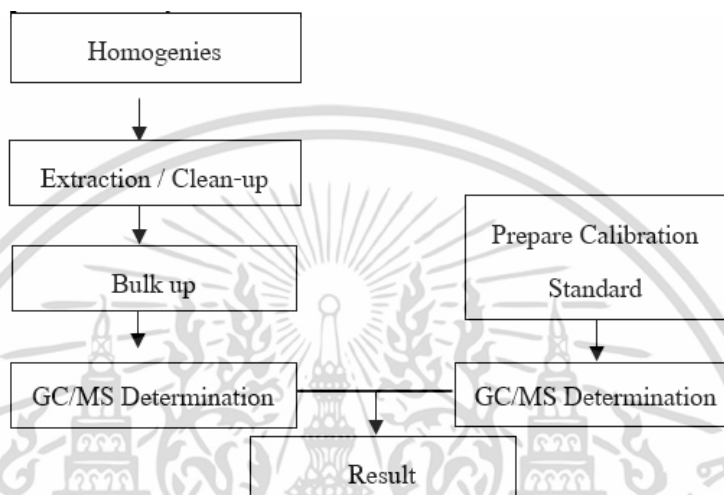 Homogenies
Extraction / Clean-up
Bulk up
GC/MS Determination
Prepare Calibration
Standard
GC/MS Determination
Result